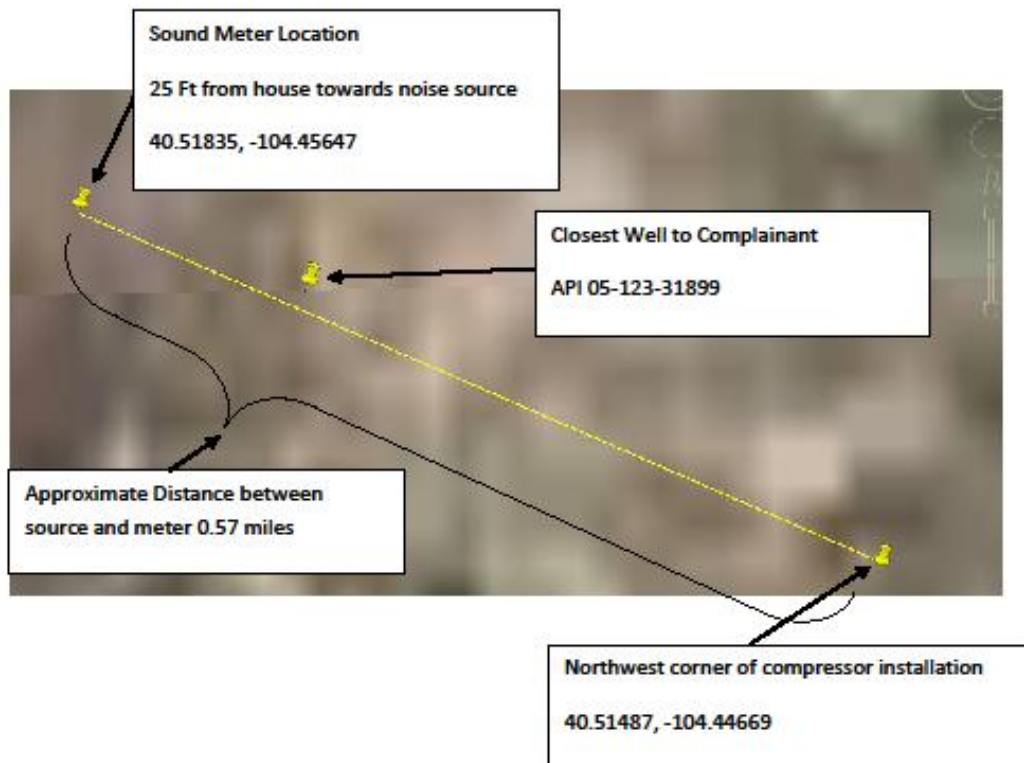 Sound Meter Location
25 Ft from house towards noise source
40.51835, -104.45647
Closest Well to Complainant
API 05-123-31899
Approximate Distance between
source and meter 0.57 miles
Northwest corner of compressor installation
40.51487, -104.44669